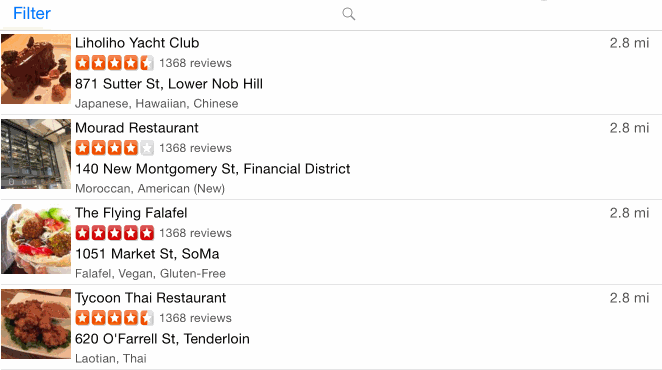 Filter
Liholiho Yacht Club 2.8 mi
1368 reviews
871 Sutter St, Lower Nob Hill
Japanese, Hawaiian, Chinese
Mourad Restaurant 2.8 mi
1368 reviews
140 New Montgomery St, Financial District
Moroccan, American (New)
The Flying Falafel 2.8 mi
1368 reviews
1051 Market St, SoMa
Falafel, Vegan, Gluten-Free
Tycoon Thai Restaurant 2.8 mi
1368 reviews
620 O'Farrell St, Tenderloin
Laotian, Thai